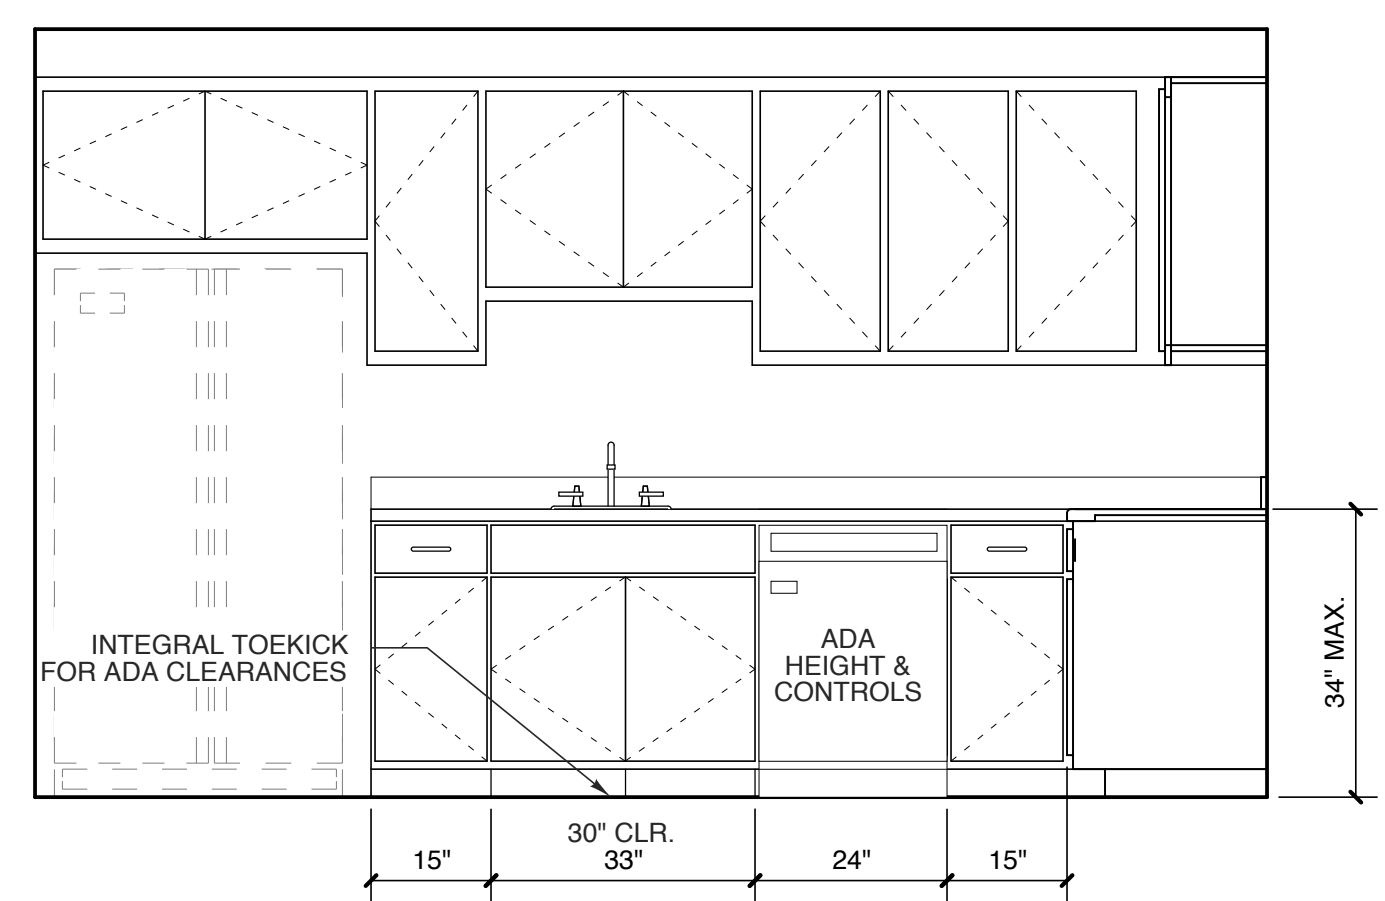 INTEGRAL TOEKICK
FOR ADA CLEARANCES
ADA
HEIGHT &
CONTROLS
34" MAX.
30" CLR.
15"
33"
24"
15"